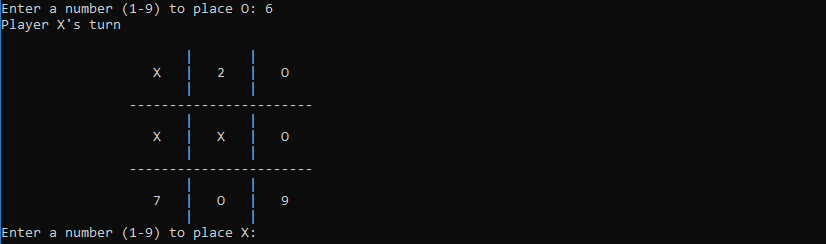 Enter a number (1-9) to place O: 6
Player X's turn
| |
X | 2 | O
| |
-----------------------
| |
X | X | O
| |
-----------------------
| |
7 | O | 9
| |
Enter a number (1-9) to place X: